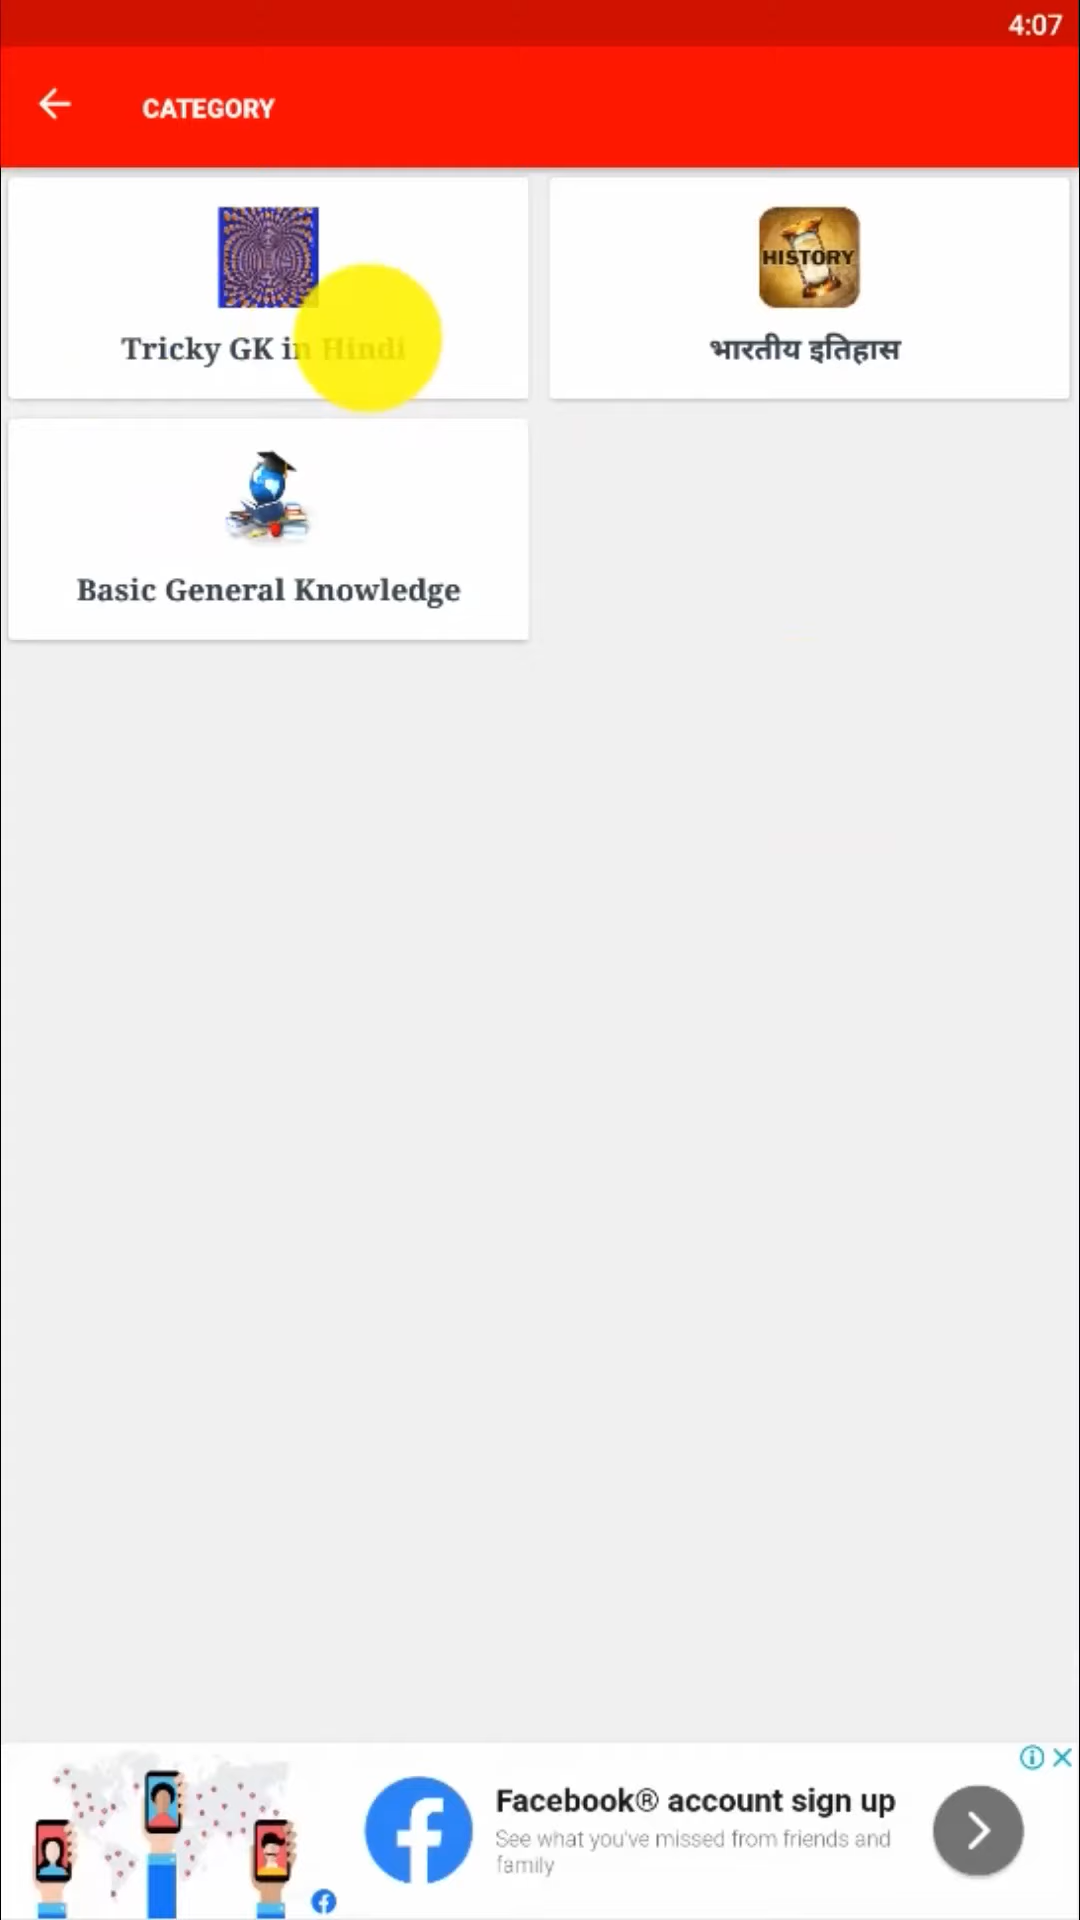 4:07
CATEGORY
HISTORY
Tricky GK in Hindi
भारतीय इतिहास
Basic General Knowledge
Facebook® account sign up
See what you've missed from friends and
family